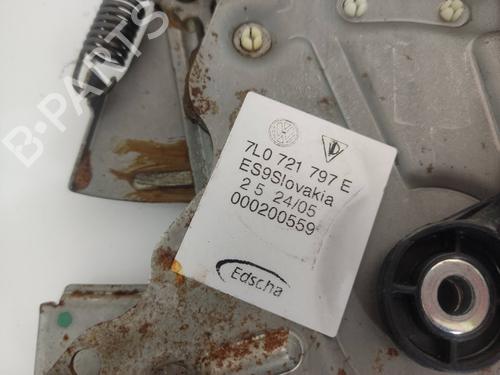 B-PARTS
7L0 721 797 E
ES9Slovakia
2 5 24/05
000200559
Edscha